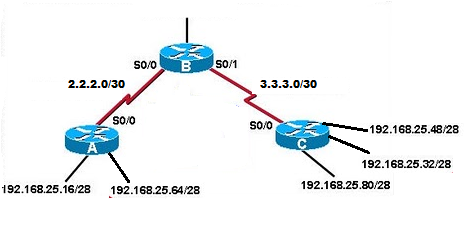 B
S0/0
S0/1
2.2.2.0/30
3.3.3.0/30
S0/0
S0/0
A
C
192.168.25.48/28
192.168.25.32/28
192.168.25.16/28
192.168.25.64/28
192.168.25.80/28